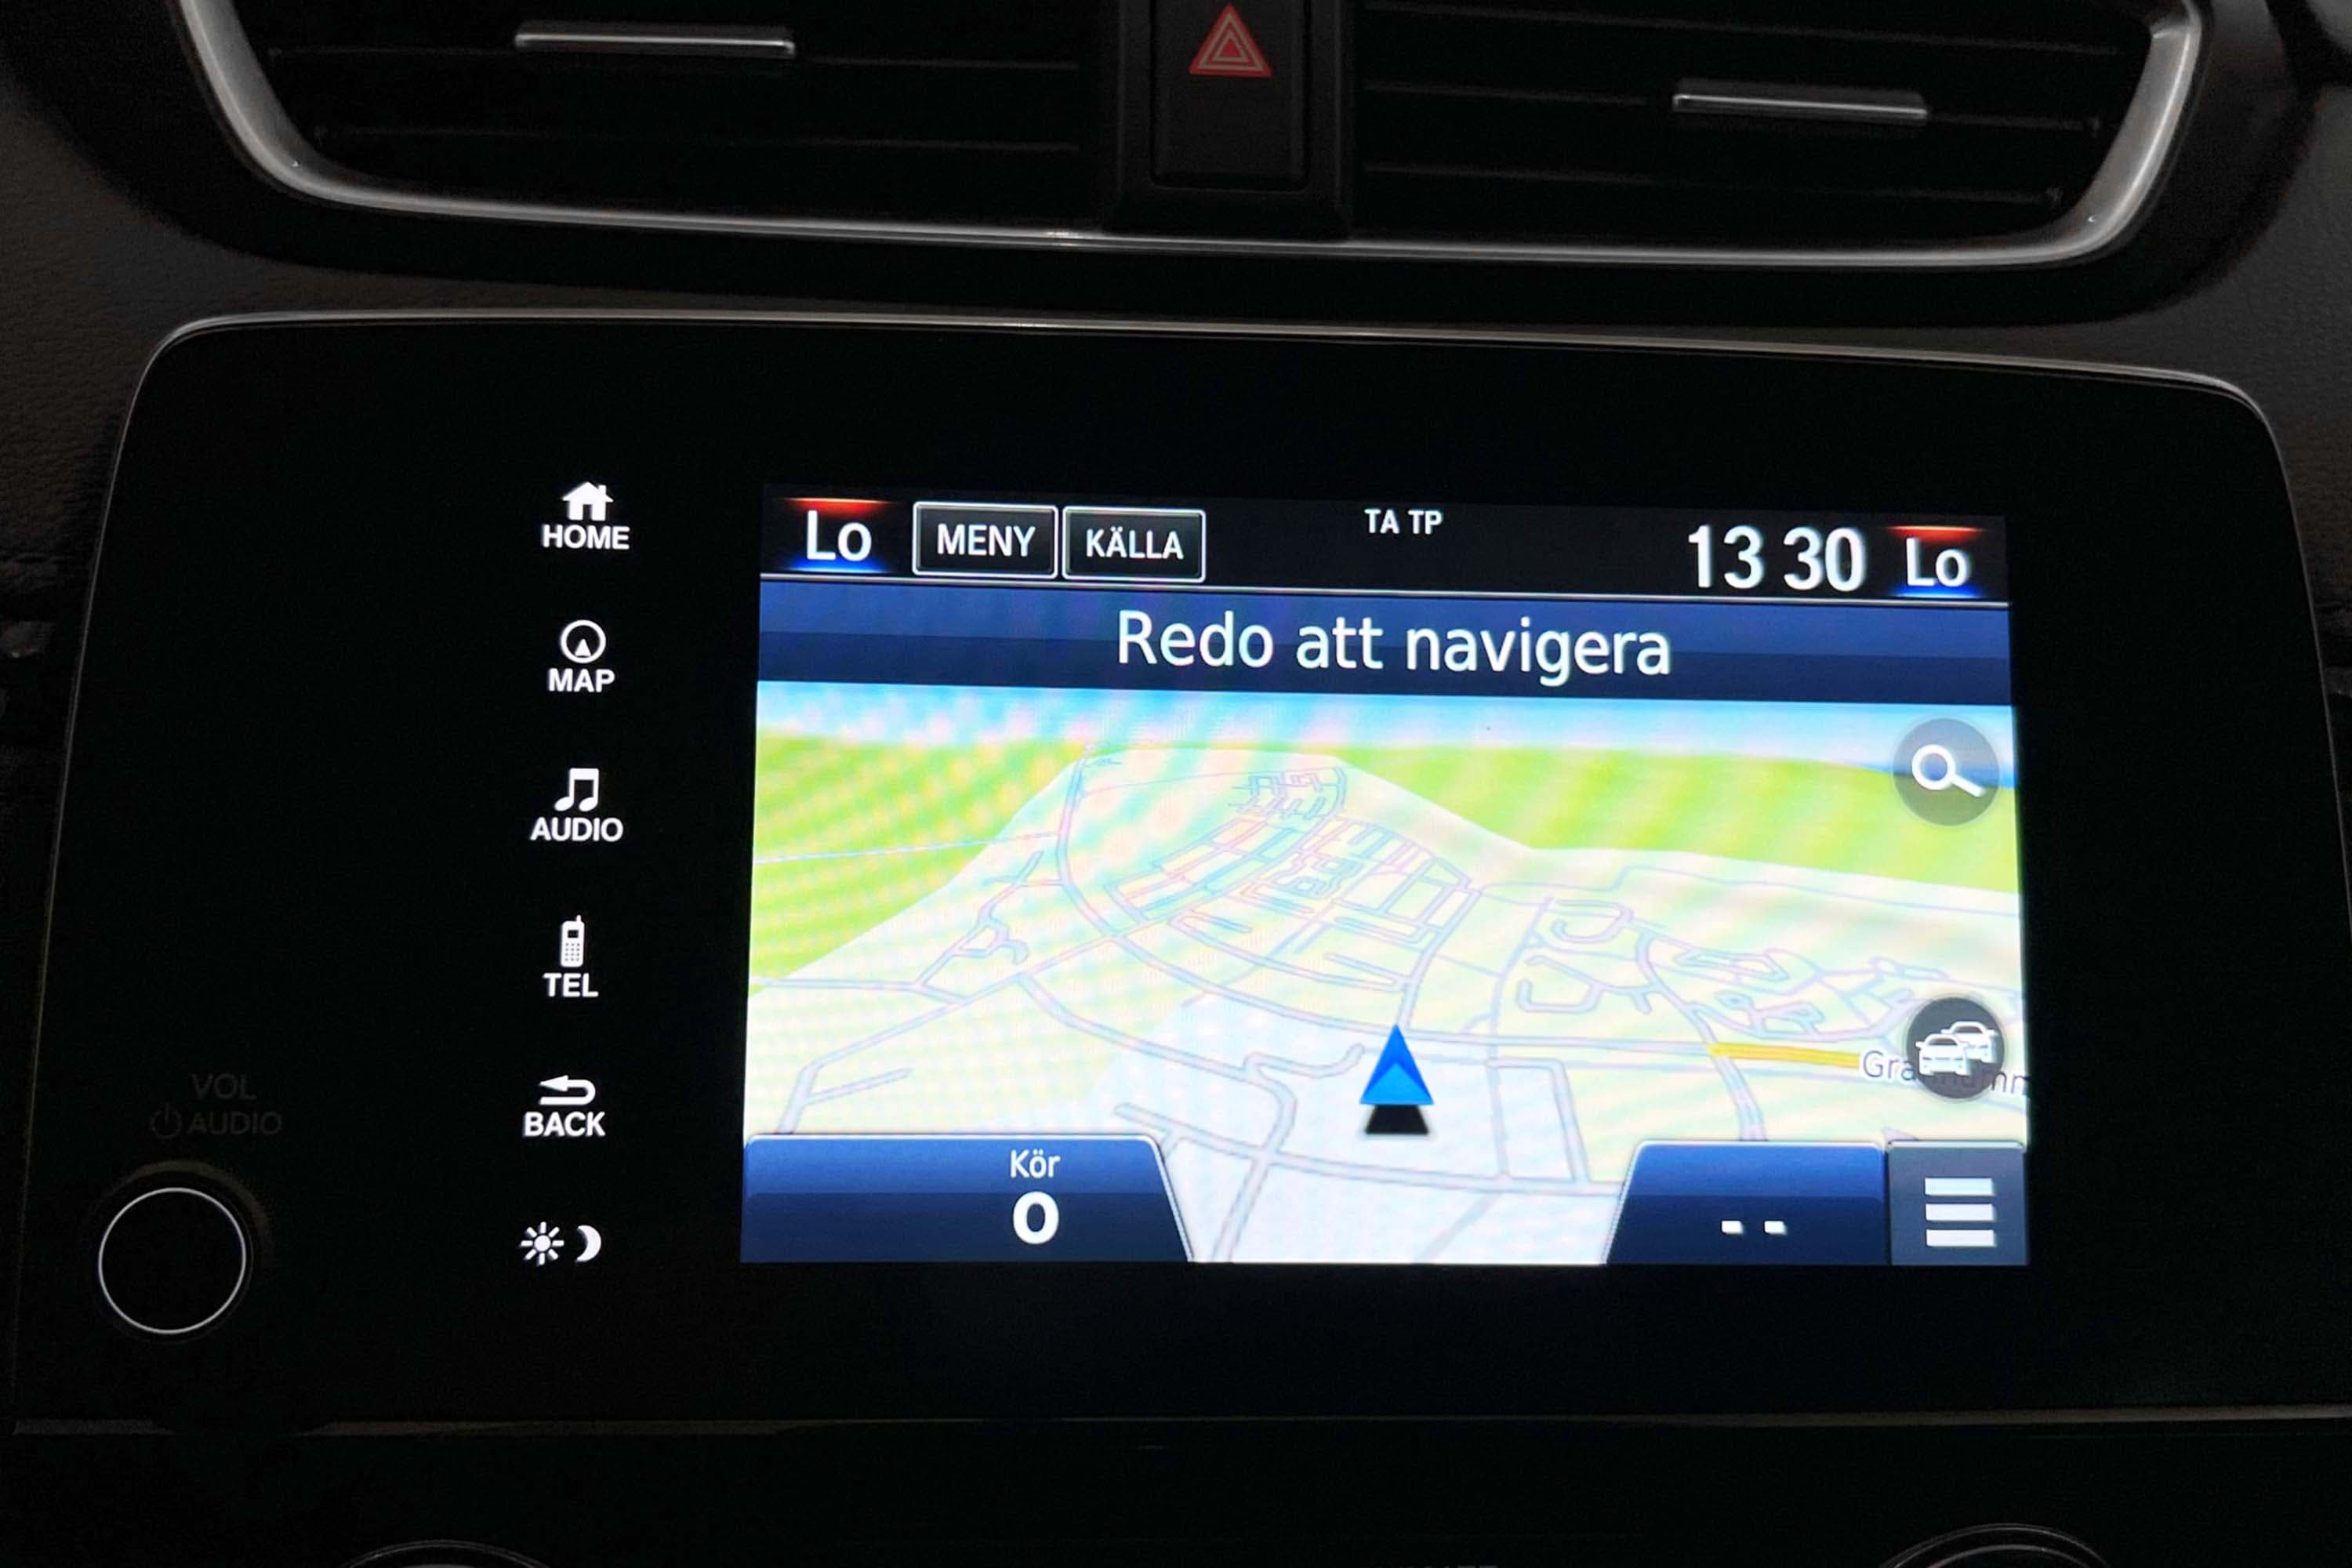 HOME
MAP
AUDIO
TEL
BACK
VOL
AUDIO
Lo MENY KÄLLA TA TP 13 30 Lo
Redo att navigera
Kör
0
--